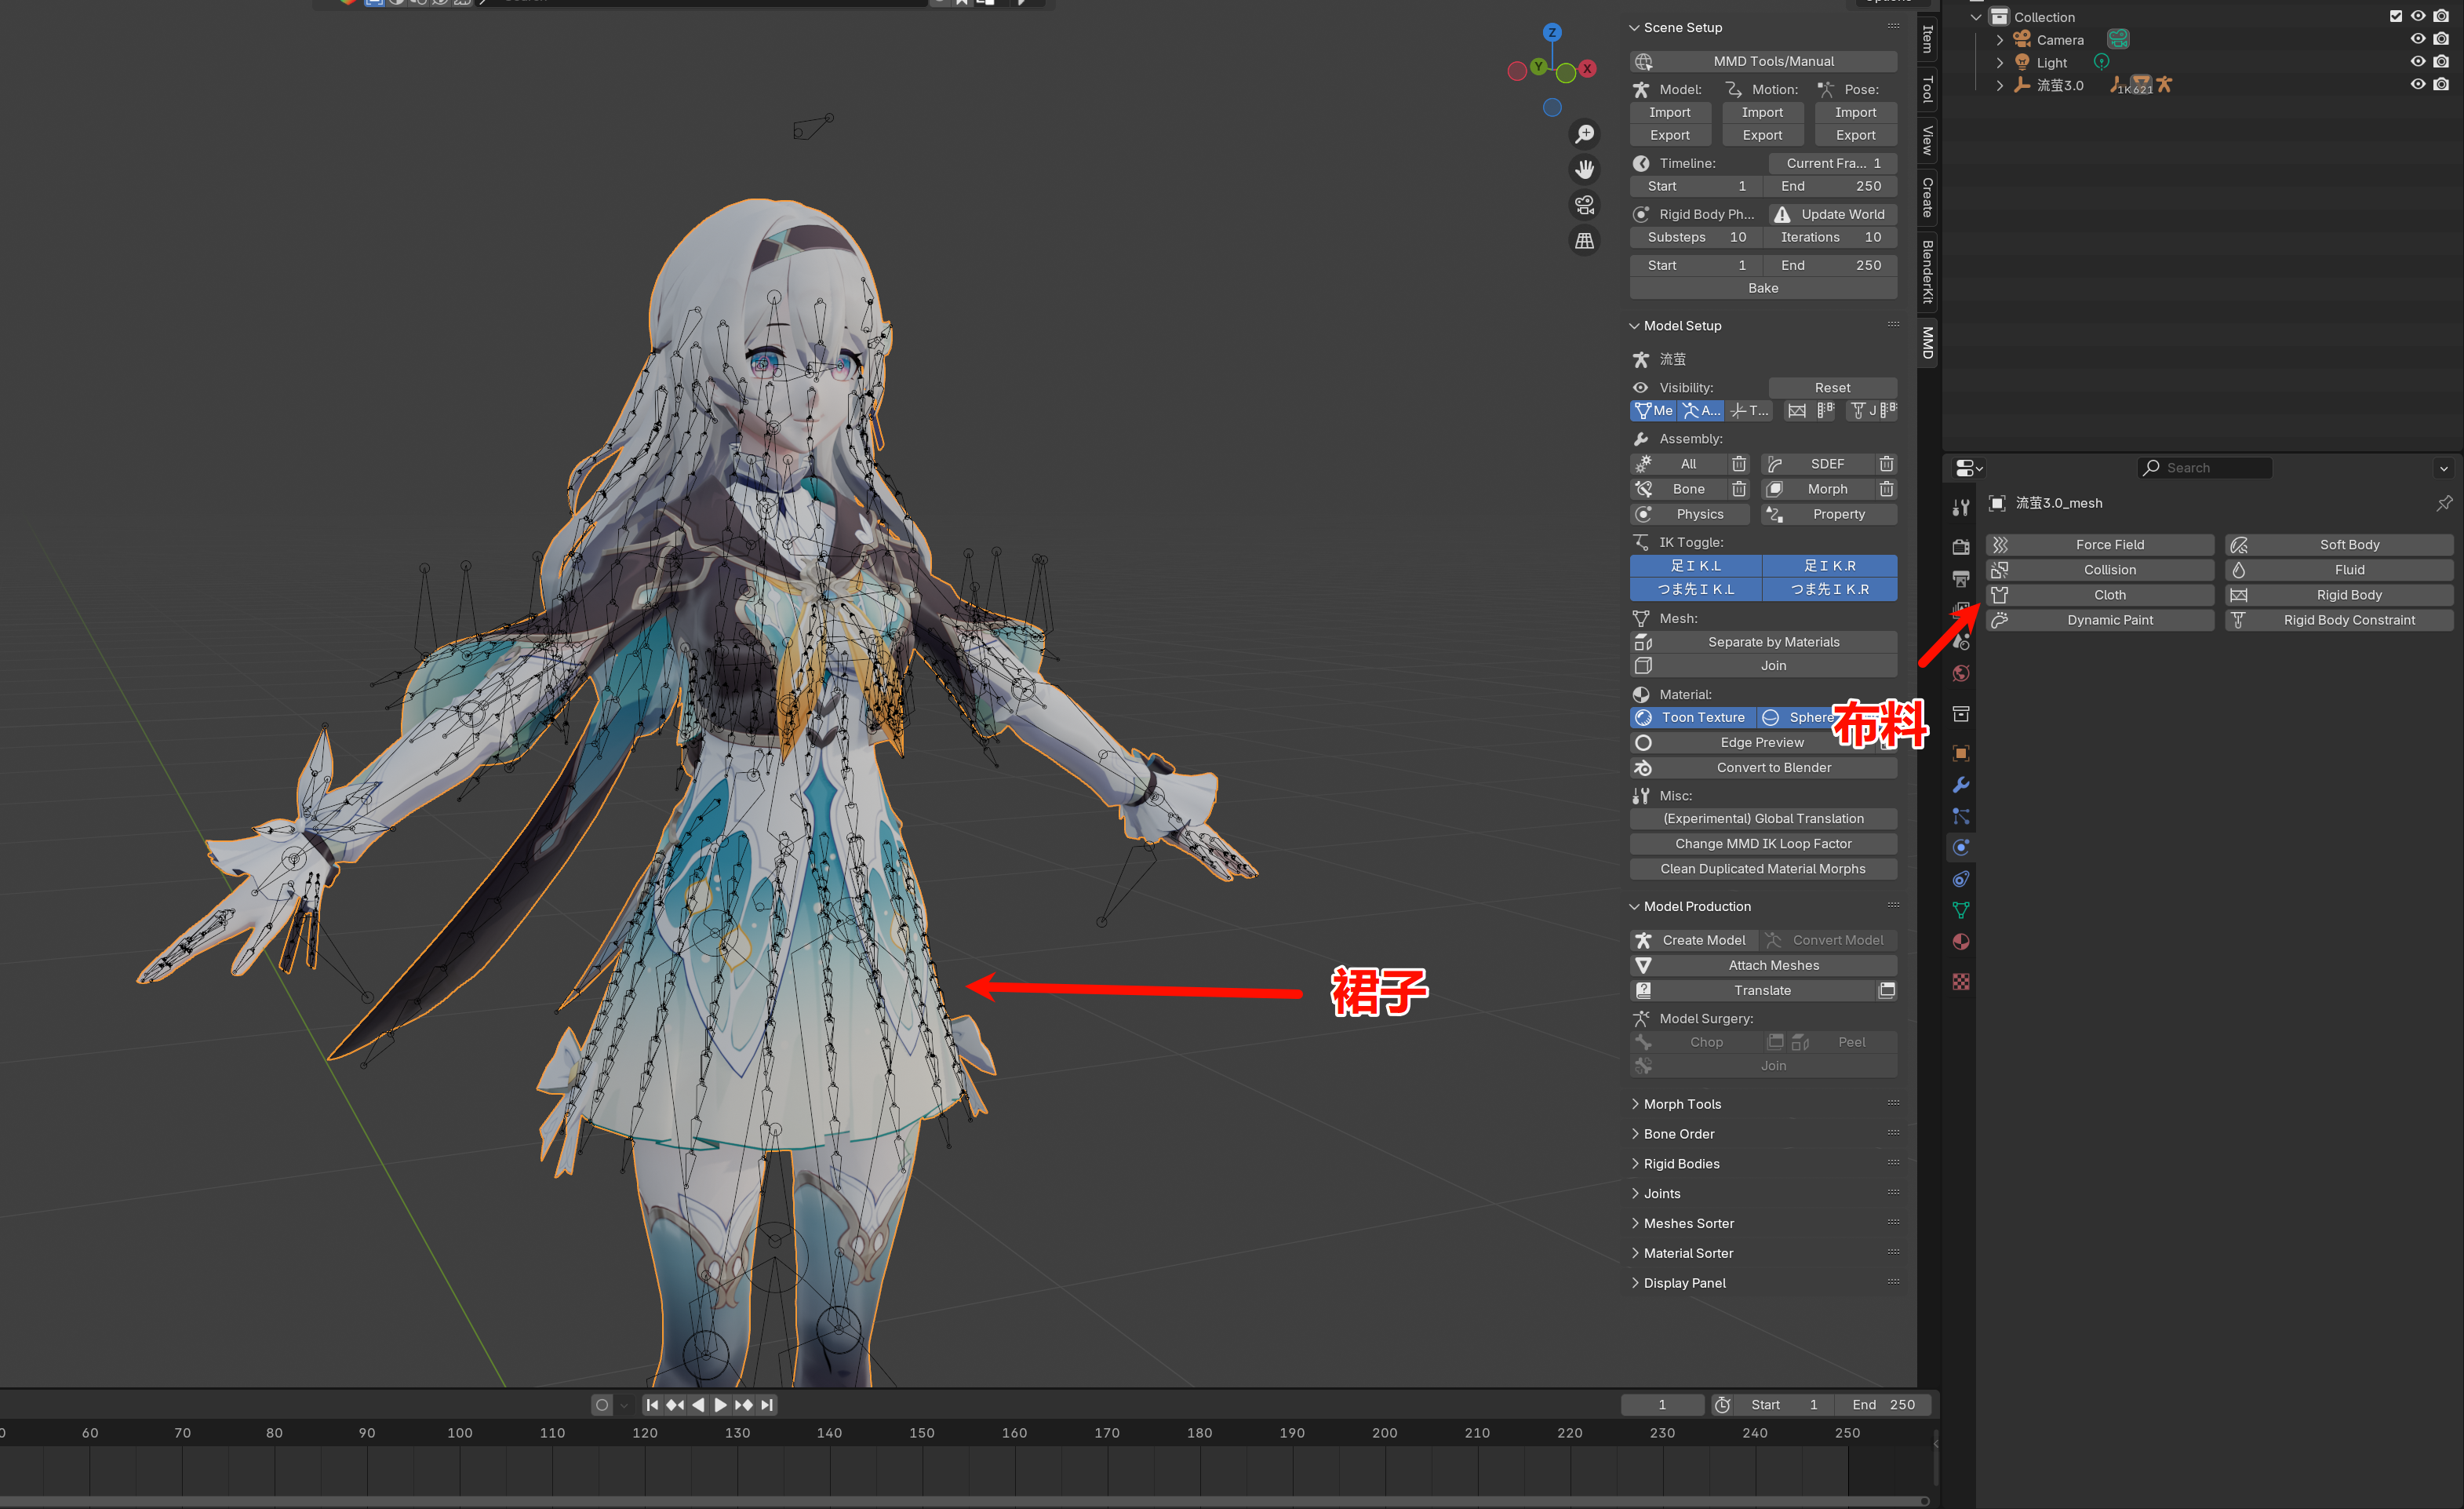 Scene Setup
MMD Tools/Manual
Model: Motion: Pose:
Import Import Import
Export Export Export
Timeline: Current Fra... 1
Start 1 End 250
Rigid Body Ph... Update World
Substeps 10 Iterations 10
Start 1 End 250
Bake
Model Setup
流萤
Visibility: Reset
Me A... T... J
Assembly:
All SDEF
Bone Morph
Physics Property
IK Toggle:
足ＩＫ.L 足ＩＫ.R
つま先ＩＫ.L つま先ＩＫ.R
Mesh:
Separate by Materials
Join
Material:
Toon Texture Sphere
Edge Preview
Convert to Blender
Misc:
(Experimental) Global Translation
Change MMD IK Loop Factor
Clean Duplicated Material Morphs
Model Production
Create Model Convert Model
Attach Meshes
Translate
Model Surgery:
Chop Peel
Join
Morph Tools
Bone Order
Rigid Bodies
Joints
Meshes Sorter
Material Sorter
Display Panel
Item
Tool
View
Create
BlenderKit
MMD
Z
Y
X
裙子
布料
Collection
Camera
Light
流萤3.0
1K621
Search
流萤3.0_mesh
Force Field Soft Body
Collision Fluid
Cloth Rigid Body
Dynamic Paint Rigid Body Constraint
1 Start 1 End 250
60 70 80 90 100 110 120 130 140 150 160 170 180 190 200 210 220 230 240 250